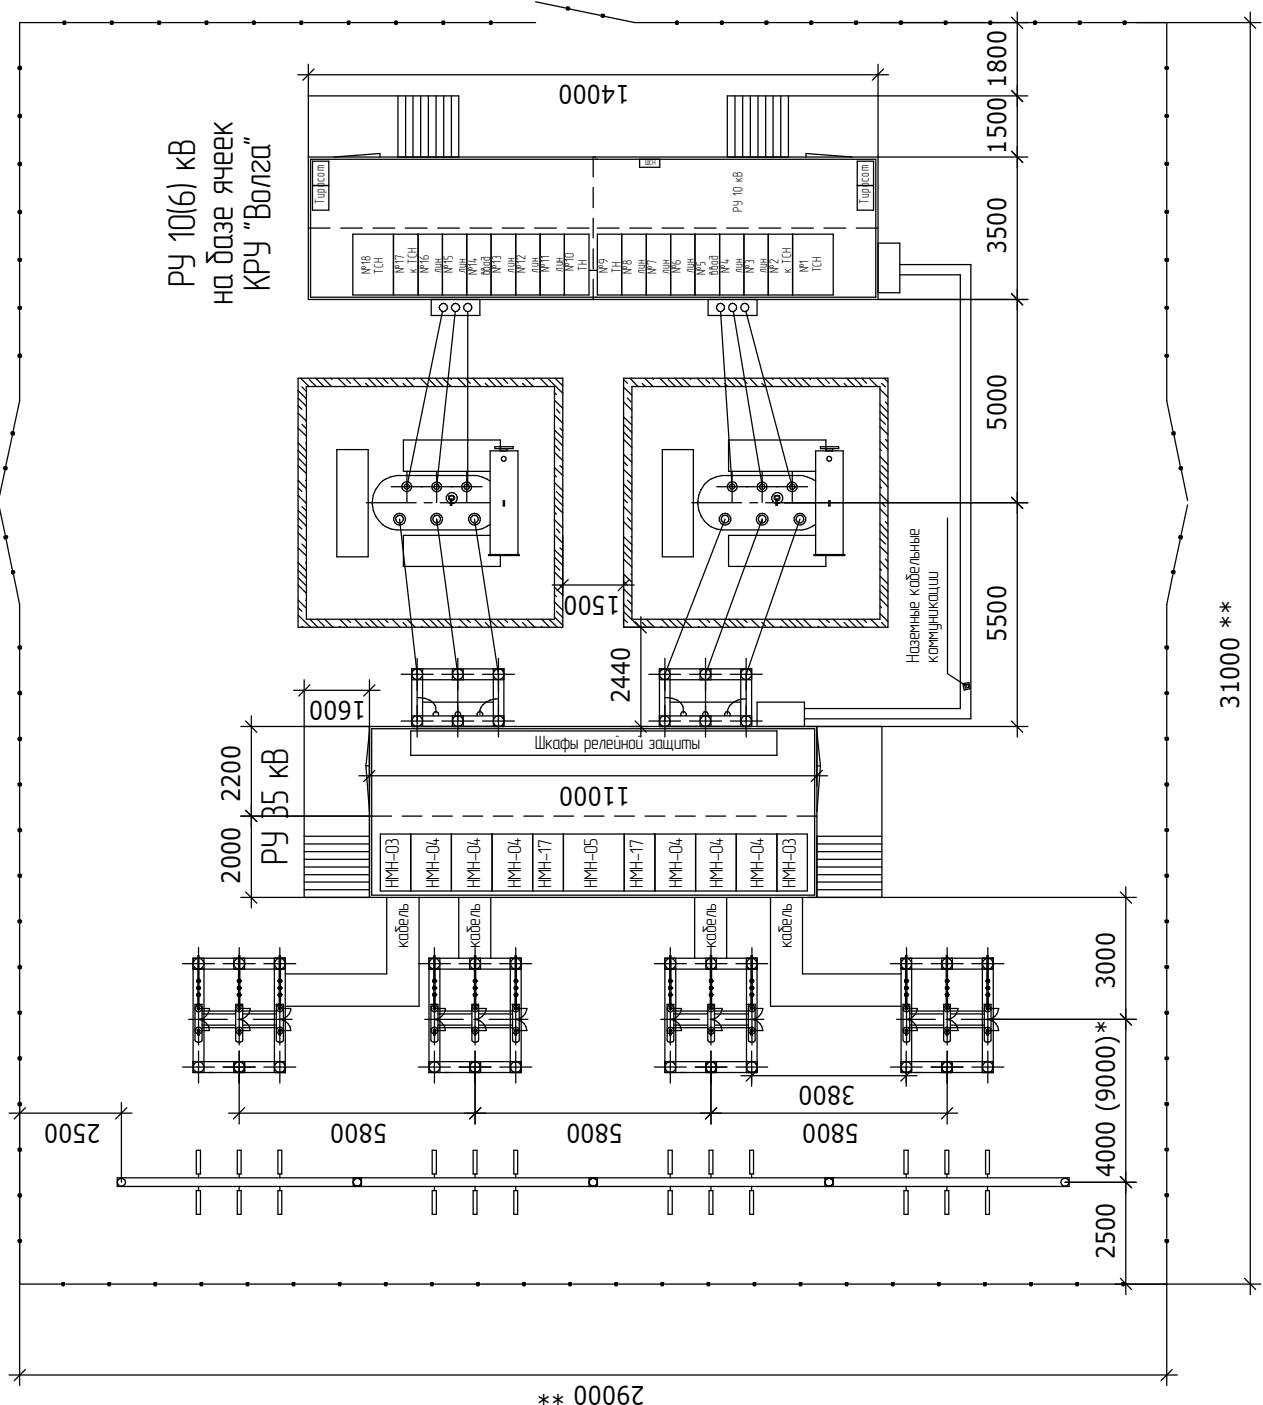 1800
1500
3500
5000
5500
31000 **
14000
РУ 10(6) кВ
на базе ячеек
КРУ "Волга"
Tiросот
Tiросот
ШСН
РУ 10 кВ
№18
ТСН
№17
к ТСН
№16
лин
№15
лин
№14
ввод
№13
лин
№12
лин
№11
лин
№10
ТН
№9
ТН
№8
лин
№7
лин
№6
лин
№5
ввод
№4
лин
№3
лин
№2
к ТСН
№1
ТСН
1500
2440
Наземные кабельные
коммуникации
1600
2200
2000
РУ 35 кВ
Шкафы релейной защиты
11000
НМН-03
НМН-04
НМН-04
НМН-04
НМН-17
НМН-05
НМН-17
НМН-04
НМН-04
НМН-04
НМН-03
кабель
кабель
кабель
кабель
3000
4000 (9000)*
2500
3800
2500
5800
5800
5800
29000 **